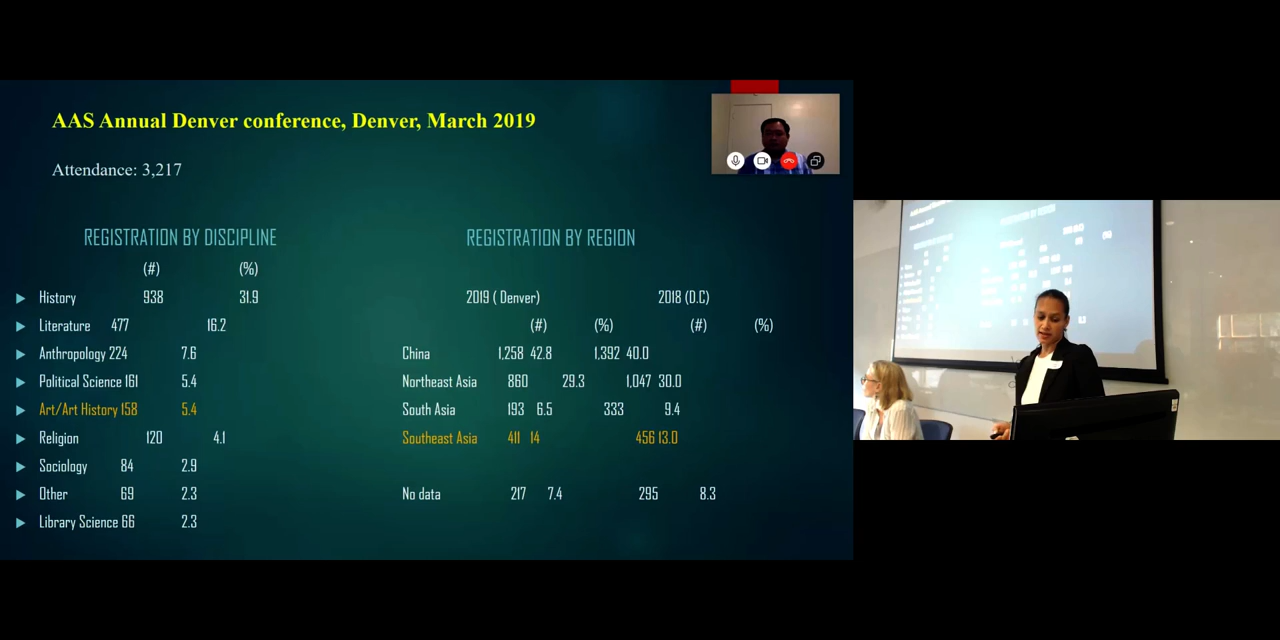 AAS Annual Denver conference, Denver, March 2019
Attendance: 3,217
REGISTRATION BY DISCIPLINE
(#) (%)
History 938 31.9
Literature 477 16.2
Anthropology 224 7.6
Political Science 161 5.4
Art/Art History 158 5.4
Religion 120 4.1
Sociology 84 2.9
Other 69 2.3
Library Science 66 2.3
REGISTRATION BY REGION
2019 ( Denver) 2018 (D.C)
(#) (%) (#) (%)
China 1,258 42.8 1,392 40.0
Northeast Asia 860 29.3 1,047 30.0
South Asia 193 6.5 333 9.4
Southeast Asia 411 14 456 13.0
No data 217 7.4 295 8.3